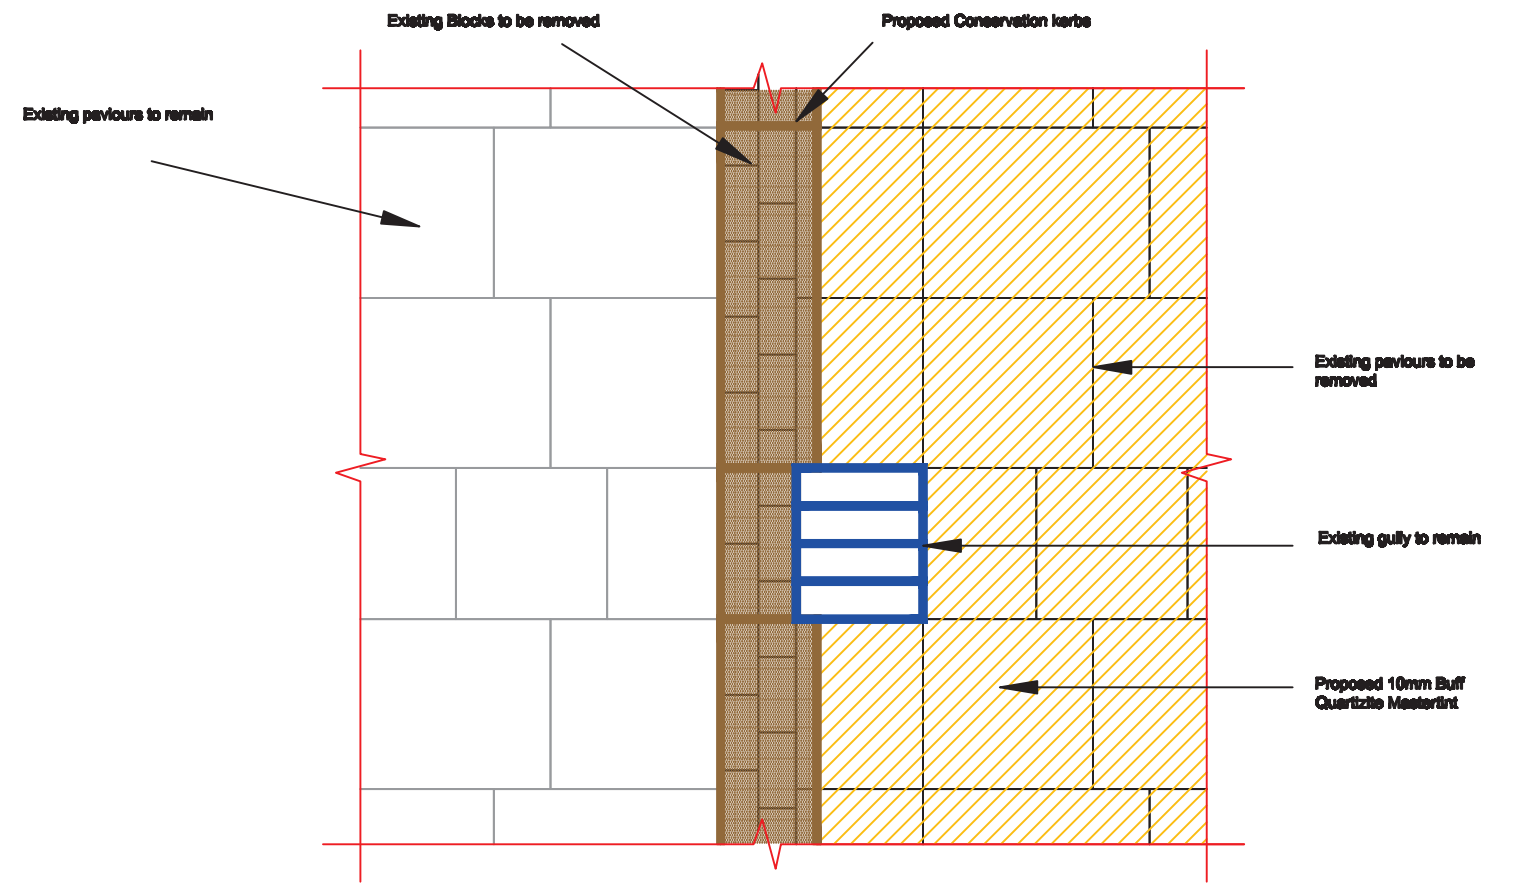 Existing Blocks to be removed
Proposed Conservation kerbs
Existing paviours to remain
Existing paviours to be
removed
Existing gully to remain
Proposed 10mm Buff
Quartizite Mastertint